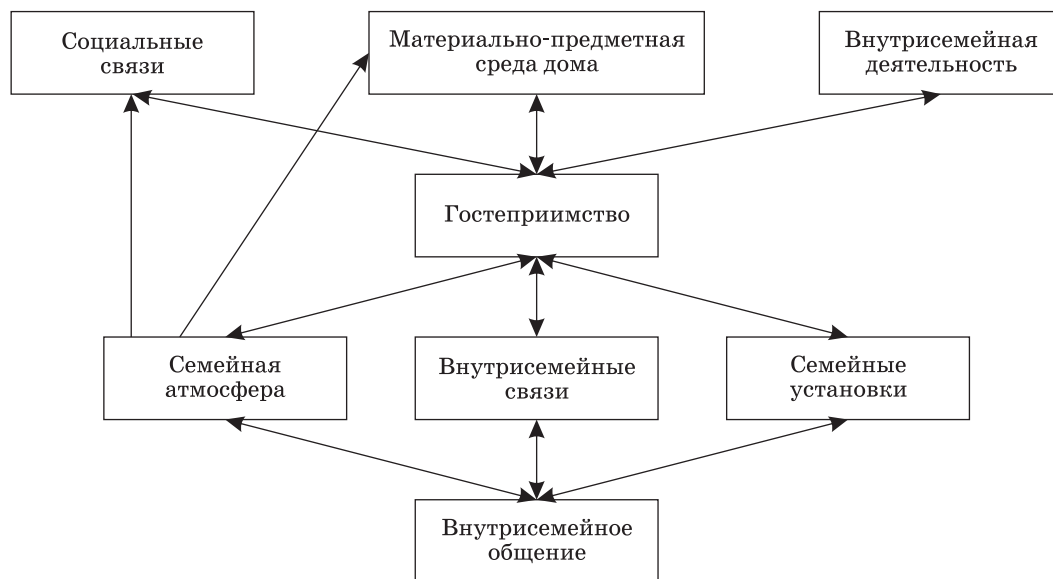 Социальные
связи
Материально-предметная
среда дома
Внутрисемейная
деятельность
Гостеприимство
Семейная
атмосфера
Внутрисемейные
связи
Семейные
установки
Внутрисемейное
общение